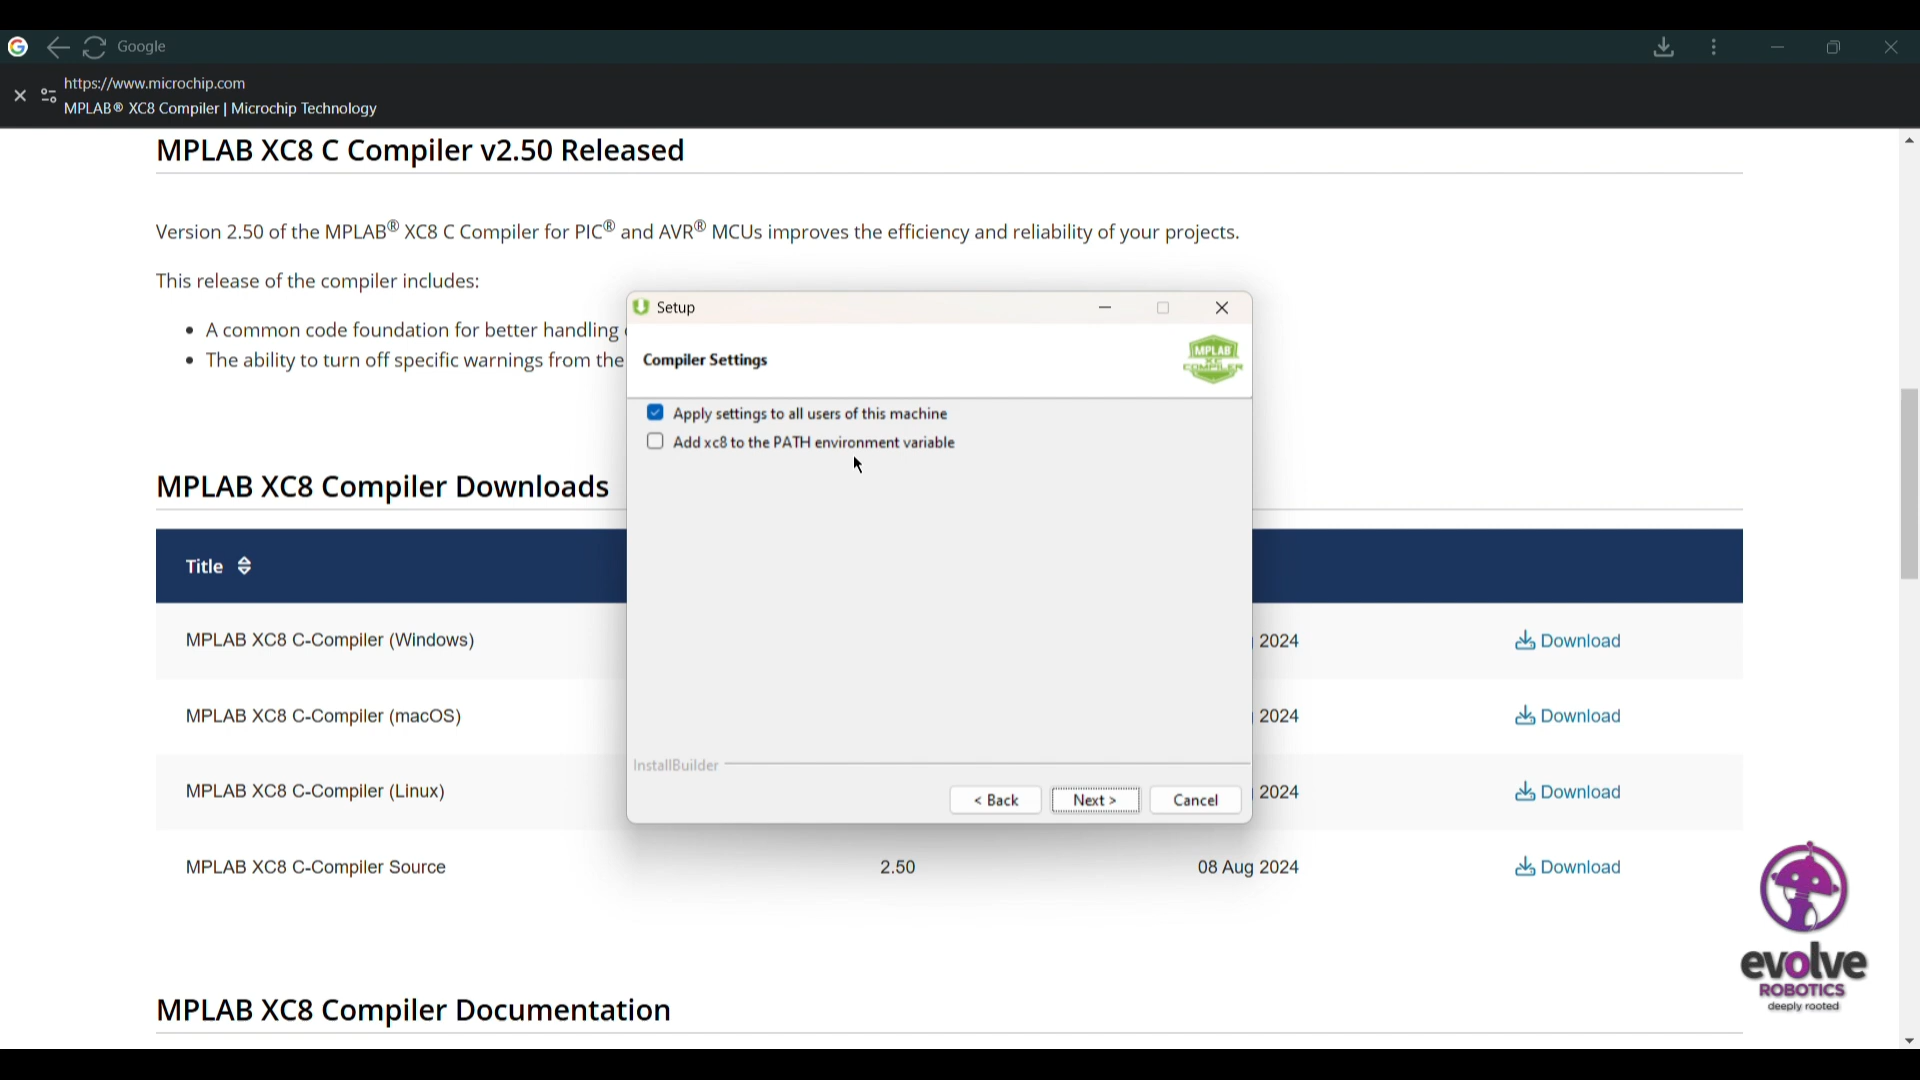 Google
https://www.microchip.com
MPLAB® XC8 Compiler | Microchip Technology
MPLAB XC8 C Compiler v2.50 Released
Version 2.50 of the MPLAB® XC8 C Compiler for PIC® and AVR® MCUs improves the efficiency and reliability of your projects.
This release of the compiler includes:
A common code foundation for better handling
The ability to turn off specific warnings from the
Setup
Compiler Settings
MPLAB
XC
COMPILER
Apply settings to all users of this machine
Add xc8 to the PATH environment variable
InstallBuilder
< Back
Next >
Cancel
MPLAB XC8 Compiler Downloads
Title
MPLAB XC8 C-Compiler (Windows)
2024
Download
MPLAB XC8 C-Compiler (macOS)
2024
Download
MPLAB XC8 C-Compiler (Linux)
2024
Download
MPLAB XC8 C-Compiler Source
2.50
08 Aug 2024
Download
MPLAB XC8 Compiler Documentation
evolve
ROBOTICS
deeply rooted